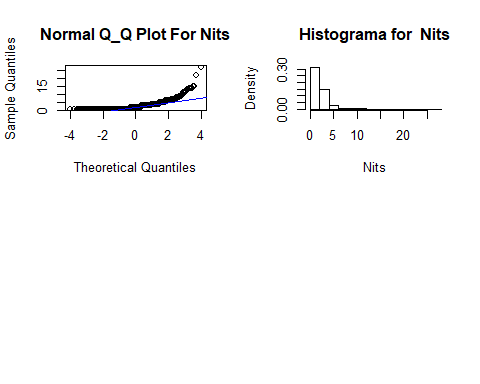 Normal Q_Q Plot For Nits
Sample Quantiles
15
0
-4 -2 0 2 4
Theoretical Quantiles
Histograma for Nits
Density
0.30
0.00
0 5 10 20
Nits